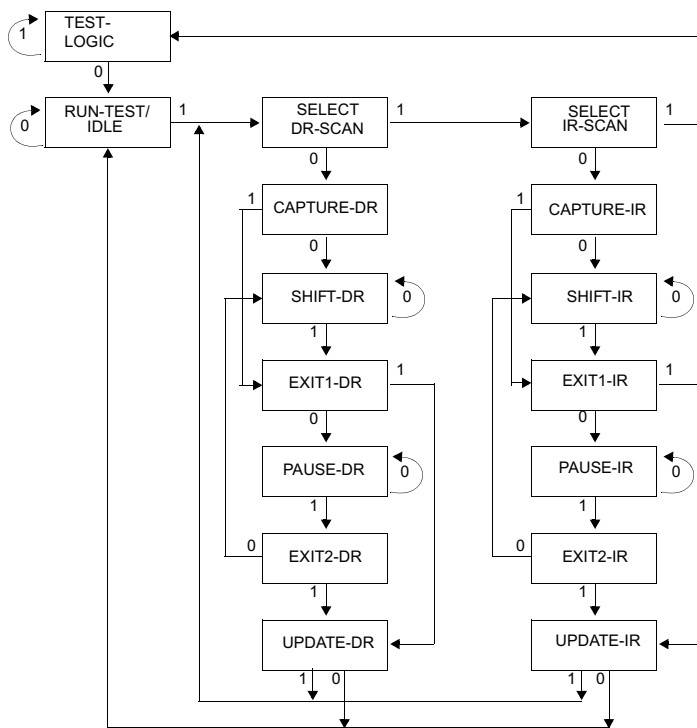 TEST-
LOGIC
1
0
RUN-TEST/
IDLE
0
1
SELECT
DR-SCAN
1
SELECT
IR-SCAN
1
0
0
1
CAPTURE-DR
1
CAPTURE-IR
0
0
SHIFT-DR
0
SHIFT-IR
0
1
1
EXIT1-DR
1
EXIT1-IR
1
0
0
PAUSE-DR
0
PAUSE-IR
0
1
1
0
EXIT2-DR
0
EXIT2-IR
1
1
UPDATE-DR
UPDATE-IR
1
0
1
0